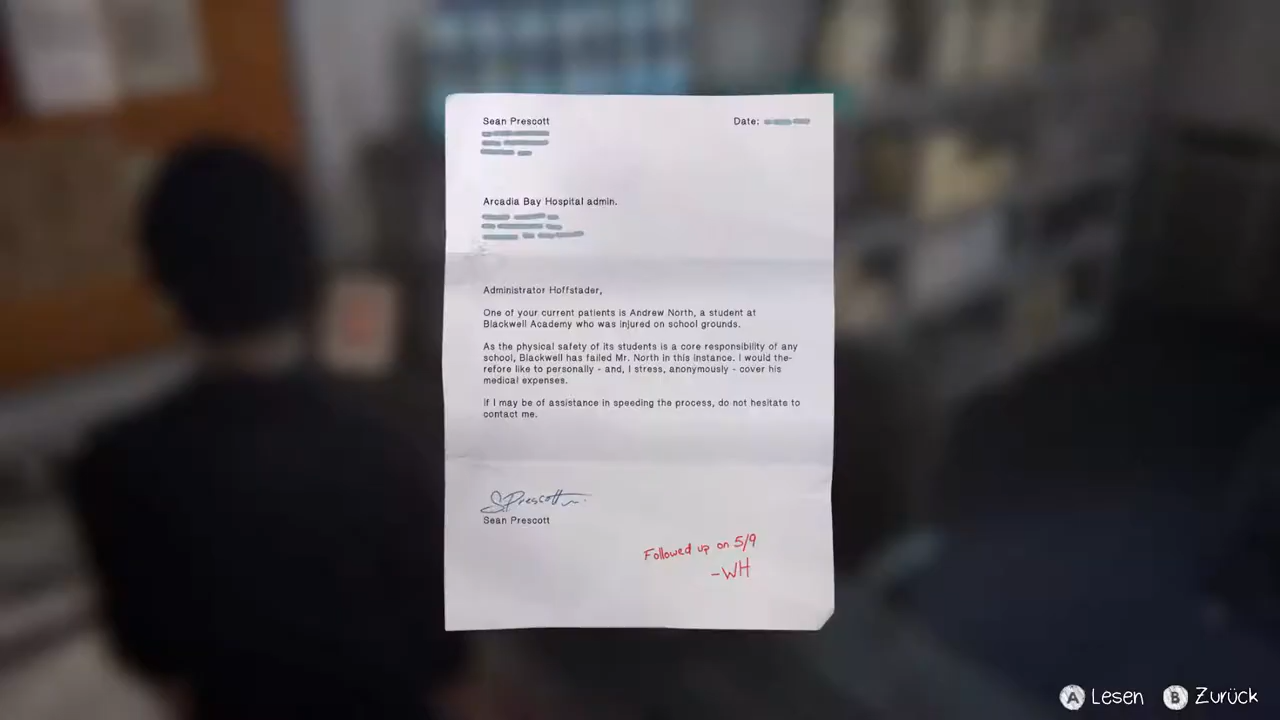 Sean Prescott
Date:
Arcadia Bay Hospital admin.
Administrator Hoffstader,
One of your current patients is Andrew North, a student at
Blackwell Academy who was injured on school grounds.
As the physical safety of its students is a core responsibility of any
school, Blackwell has failed Mr. North in this instance. I would the-
refore like to personally - and, I stress, anonymously - cover his
medical expenses.
If I may be of assistance in speeding the process, do not hesitate to
contact me.
S Prescott
Sean Prescott
Followed up on 5/9
-WH
A Lesen B Zurück